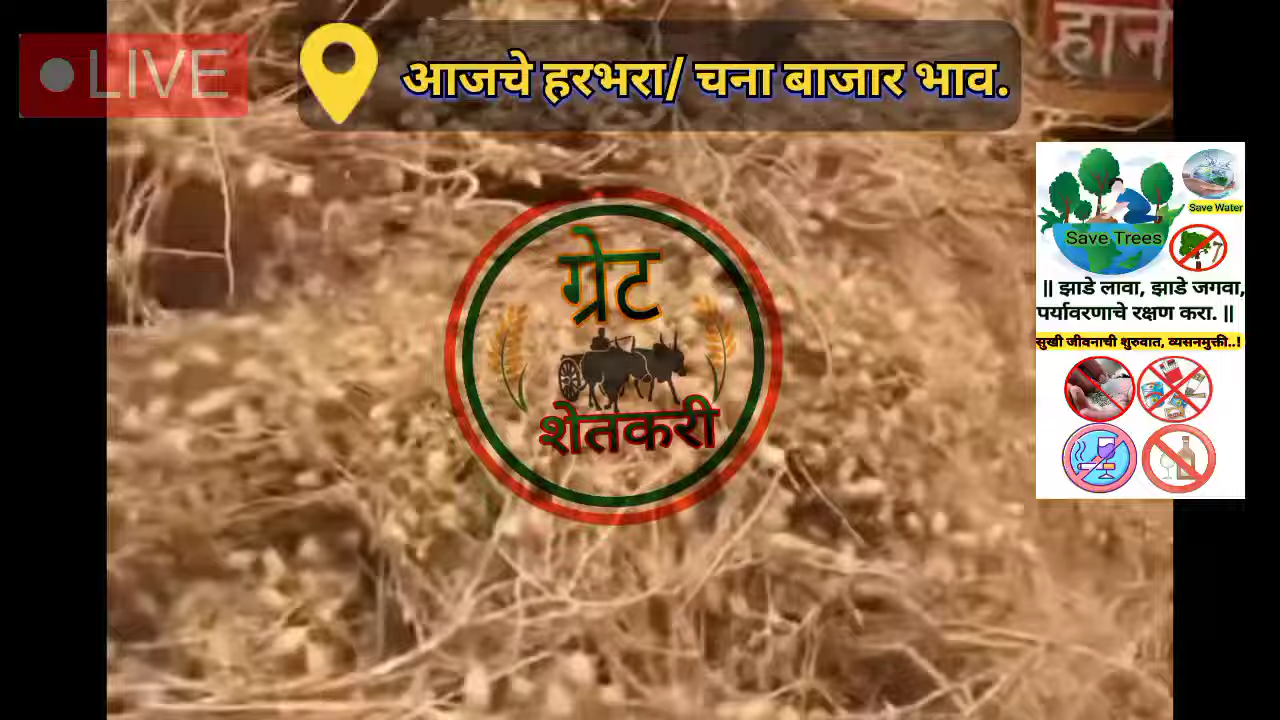 LIVE
आजचे हरभरा/ चना बाजार भाव.
हान
Save Water
Save Trees
|| झाडे लावा, झाडे जगवा,
पर्यावरणाचे रक्षण करा. ||
सुखी जीवनाची शुरुवात, व्यसनमुक्ती..!
ग्रेट
शेतकरी